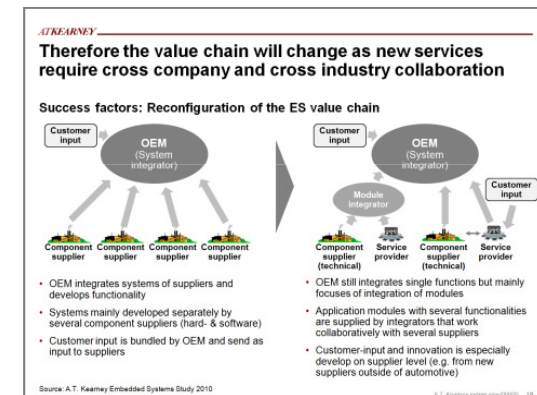 ATKEARNEY
Therefore the value chain will change as new services
require cross company and cross industry collaboration
Success factors: Reconfiguration of the ES value chain
Customer
input
OEM
(System
integrator)
Component
supplier
Component
supplier
Component
supplier
Component
supplier
• OEM integrates systems of suppliers and
develops functionality
• Systems mainly developed separately by
several component suppliers (hard- & software)
• Customer input is bundled by OEM and send as
input to suppliers
Customer
input
OEM
(System
integrator)
Customer
input
Module
integrator
Component
supplier
(technical)
Service
provider
Component
supplier
(technical)
Service
provider
• OEM still integrates single functions but mainly
focuses of integration of modules
• Application modules with several functionalities
are supplied by integrators that work
collaboratively with several suppliers
• Customer-input and innovation is especially
develop on supplier level (e.g. from new
suppliers outside of automotive)
Source: A.T. Kearney Embedded Systems Study 2010